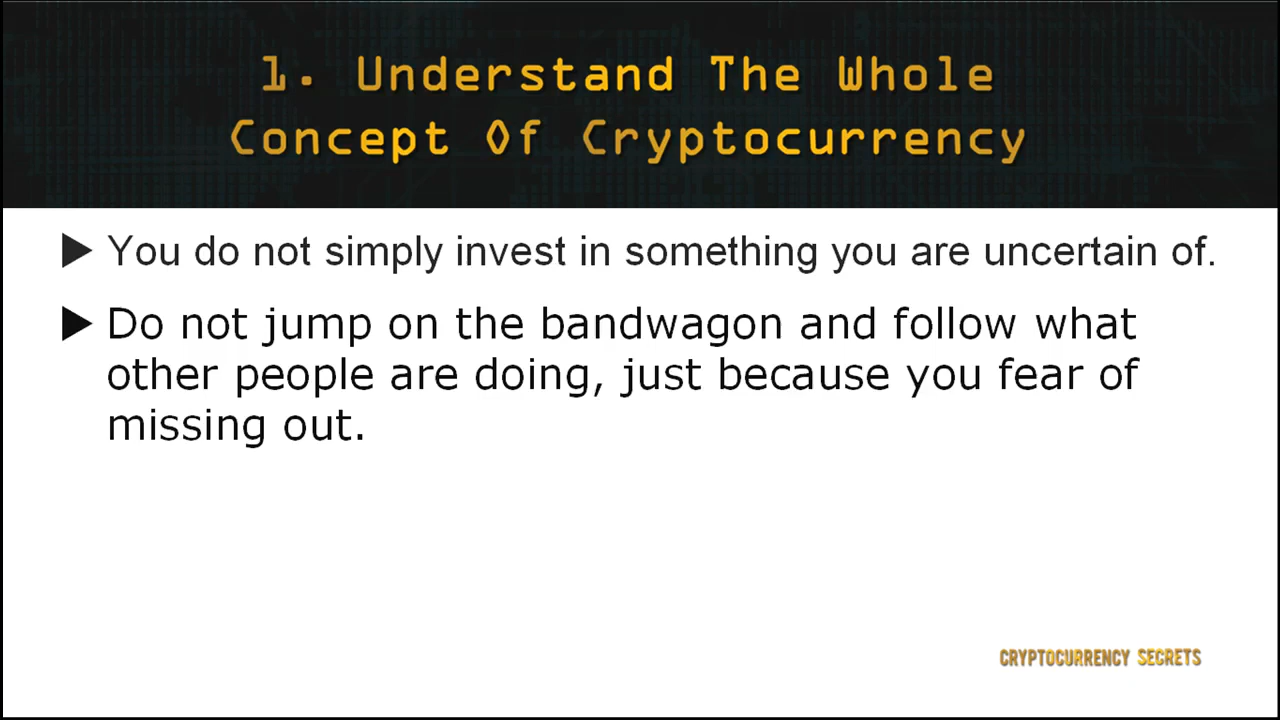 1. Understand The Whole
Concept Of Cryptocurrency
You do not simply invest in something you are uncertain of.
Do not jump on the bandwagon and follow what
other people are doing, just because you fear of
missing out.
CRYPTOCURRENCY SECRETS